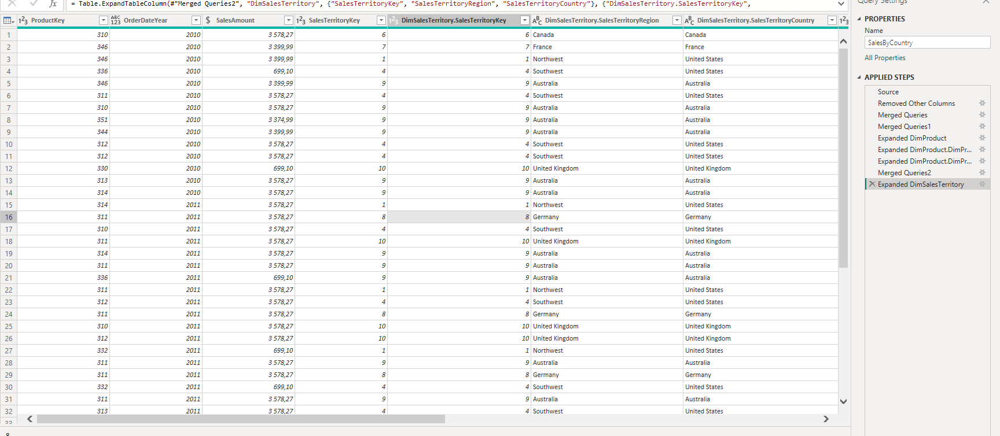 = Table.ExpandTableColumn(#"Merged Queries2", "DimSalesTerritory", {"SalesTerritoryKey", "SalesTerritoryRegion", "SalesTerritoryCountry"}, {"DimSalesTerritory.SalesTerritoryKey",
ProductKey OrderDateYear SalesAmount SalesTerritoryKey DimSalesTerritory.SalesTerritoryKey DimSalesTerritory.SalesTerritoryRegion DimSalesTerritory.SalesTerritoryCountry
1 310 2010 3 578,27 6 6 Canada Canada
2 346 2010 3 399,99 7 7 France France
3 346 2010 3 399,99 1 1 Northwest United States
4 336 2010 699,10 4 4 Southwest United States
5 346 2010 3 399,99 9 9 Australia Australia
6 311 2010 3 578,27 4 4 Southwest United States
7 310 2010 3 578,27 9 9 Australia Australia
8 351 2010 3 374,99 9 9 Australia Australia
9 344 2010 3 399,99 9 9 Australia Australia
10 312 2010 3 578,27 4 4 Southwest United States
11 312 2010 3 578,27 4 4 Southwest United States
12 330 2010 699,10 10 10 United Kingdom United Kingdom
13 313 2010 3 578,27 9 9 Australia Australia
14 314 2010 3 578,27 9 9 Australia Australia
15 314 2011 3 578,27 1 1 Northwest United States
16 311 2011 3 578,27 8 8 Germany Germany
17 310 2011 3 578,27 4 4 Southwest United States
18 311 2011 3 578,27 10 10 United Kingdom United Kingdom
19 314 2011 3 578,27 9 9 Australia Australia
20 311 2011 3 578,27 9 9 Australia Australia
21 336 2011 699,10 9 9 Australia Australia
22 311 2011 3 578,27 1 1 Northwest United States
23 312 2011 3 578,27 4 4 Southwest United States
24 311 2011 3 578,27 8 8 Germany Germany
25 310 2011 3 578,27 10 10 United Kingdom United Kingdom
26 312 2011 3 578,27 10 10 United Kingdom United Kingdom
27 332 2011 699,10 1 1 Northwest United States
28 311 2011 3 578,27 9 9 Australia Australia
29 311 2011 3 578,27 8 8 Germany Germany
30 332 2011 699,10 4 4 Southwest United States
31 311 2011 3 578,27 9 9 Australia Australia
32 313 2011 3 578,27 4 4 Southwest United States
33
8
Query Settings
PROPERTIES
Name
SalesByCountry
All Properties
APPLIED STEPS
Source
Removed Other Columns
Merged Queries
Merged Queries1
Expanded DimProduct
Expanded DimProduct.DimPr...
Expanded DimProduct.DimPr...
Merged Queries2
Expanded DimSalesTerritory